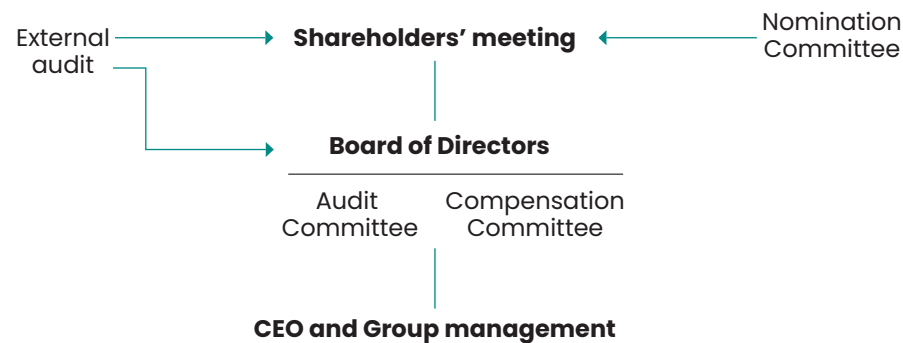 External
audit
Shareholders’ meeting
Nomination
Committee
Board of Directors
Audit
Committee
Compensation
Committee
CEO and Group management